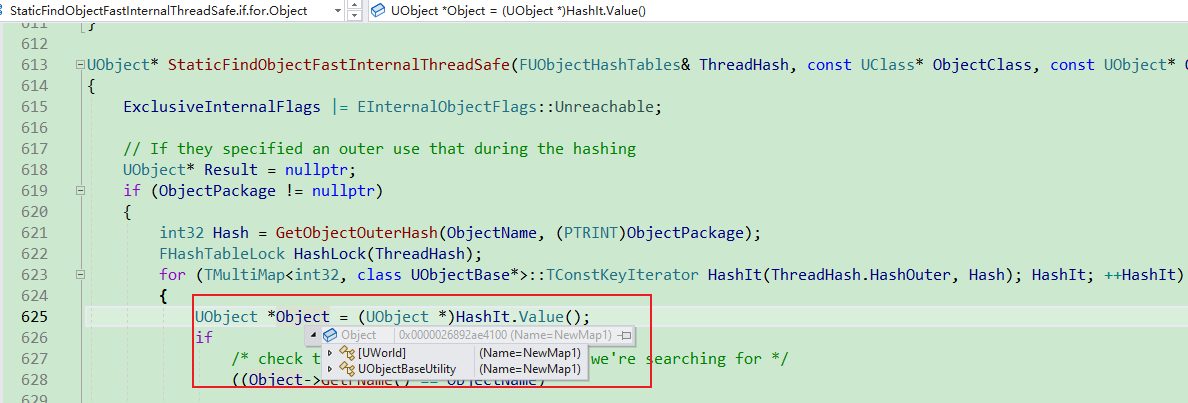 StaticFindObjectFastInternalThreadSafe.if.for.Object UObject *Object = (UObject *)HashIt.Value()
611 }
612
613 UObject* StaticFindObjectFastInternalThreadSafe(FUObjectHashTables& ThreadHash, const UClass* ObjectClass, const UObject*
614 {
615 ExclusiveInternalFlags |= EInternalObjectFlags::Unreachable;
616
617 // If they specified an outer use that during the hashing
618 UObject* Result = nullptr;
619 if (ObjectPackage != nullptr)
620 {
621 int32 Hash = GetObjectOuterHash(ObjectName, (PTRINT)ObjectPackage);
622 FHashTableLock HashLock(ThreadHash);
623 for (TMultiMap<int32, class UObjectBase*>::TConstKeyIterator HashIt(ThreadHash.HashOuter, Hash); HashIt; ++HashIt)
624 {
625 UObject *Object = (UObject *)HashIt.Value();
Object 0x0000026892ae4100 (Name=NewMap1)
626 if
[UWorld] (Name=NewMap1)
627 /* check t we're searching for */
UObjectBaseUtility (Name=NewMap1)
628 ((Object->GetFName() == ObjectName)
629